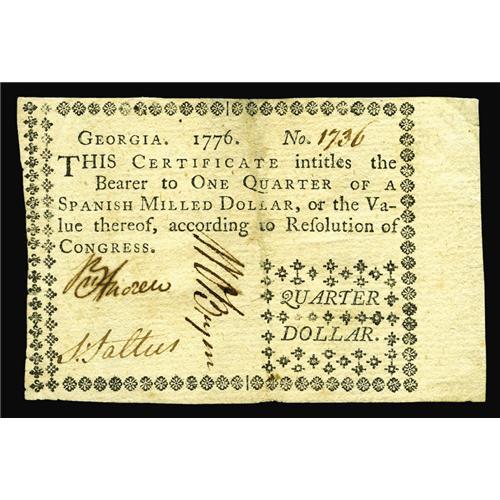 GEORGIA. 1776. No. 1736
THIS CERTIFICATE intitles the
Bearer to ONE QUARTER OF A
SPANISH MILLED DOLLAR, or the Va-
lue thereof, according to Reſolution of
CONGRESS.
S. Saltus
QUARTER
DOLLAR.